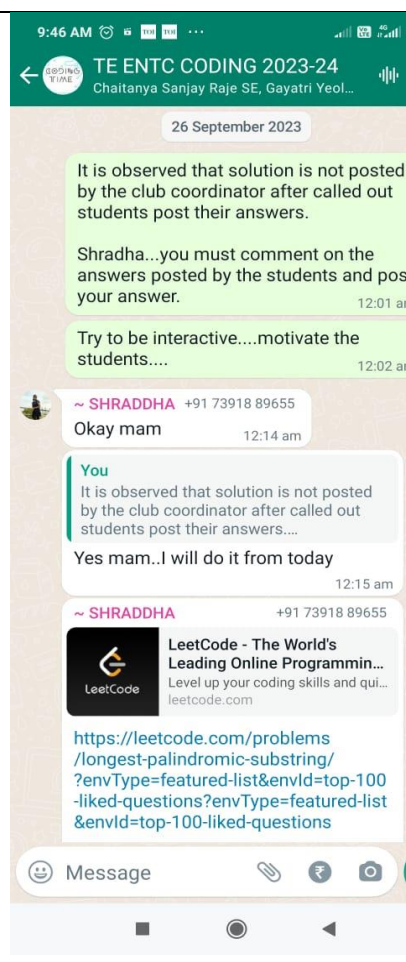 9:46 AM
TOI TOI ...
4G
TE ENTC CODING 2023-24
Chaitanya Sanjay Raje SE, Gayatri Yeol...
26 September 2023
It is observed that solution is not posted
by the club coordinator after called out
students post their answers.
Shradha...you must comment on the
answers posted by the students and pos
your answer.
12:01 a
Try to be interactive....motivate the
students....
12:02 a
~ SHRADDHA +91 73918 89655
Okay mam
12:14 am
You
It is observed that solution is not posted
by the club coordinator after called out
students post their answers....
Yes mam..I will do it from today
12:15 am
~ SHRADDHA +91 73918 89655
LeetCode
LeetCode - The World's
Leading Online Programmin...
Level up your coding skills and qui...
leetcode.com
https://leetcode.com/problems
/longest-palindromic-substring/
?envType=featured-list&envId=top-100
-liked-questions?envType=featured-list
&envId=top-100-liked-questions
Message
₹